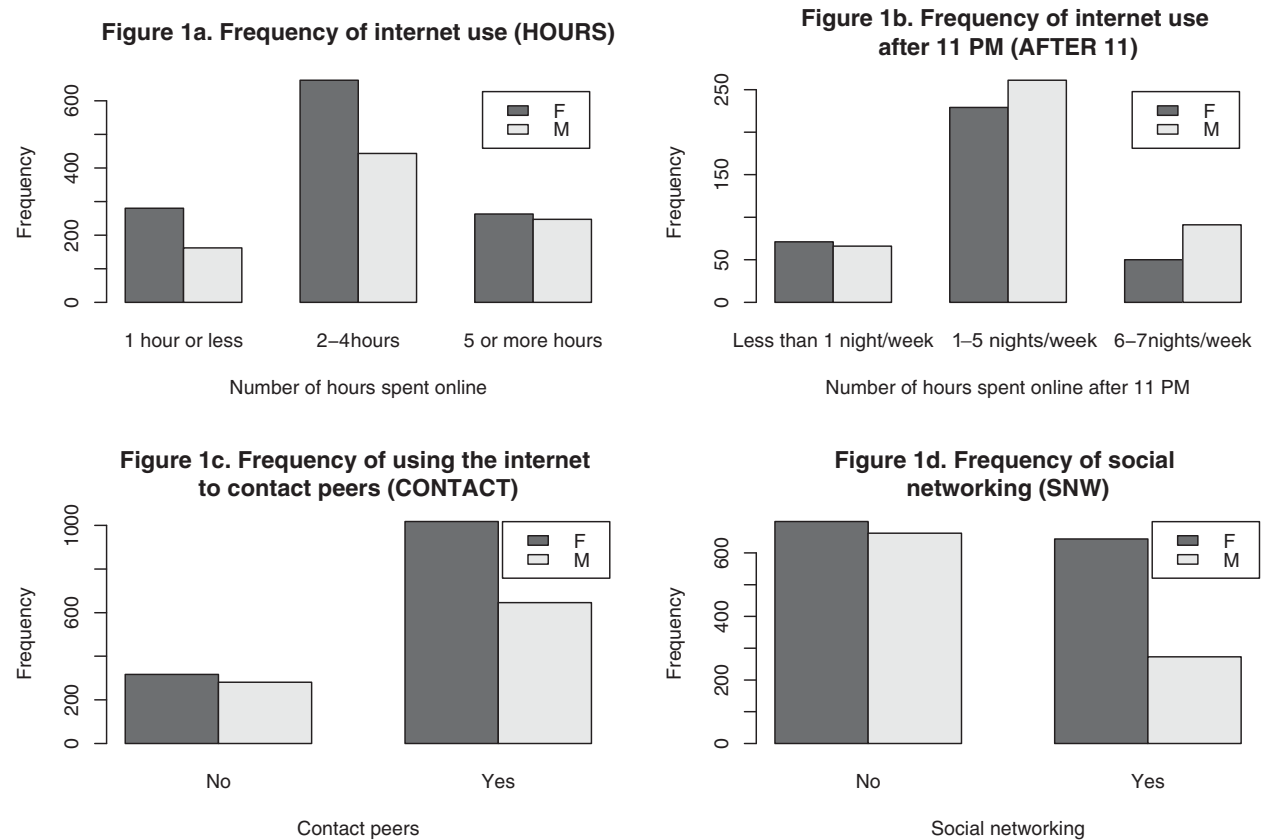 Figure 1a. Frequency of internet use (HOURS)
Frequency
600
400
200
0
F
M
1 hour or less
2–4hours
5 or more hours
Number of hours spent online
Figure 1b. Frequency of internet use
after 11 PM (AFTER 11)
Frequency
250
150
50
0
F
M
Less than 1 night/week
1–5 nights/week
6–7nights/week
Number of hours spent online after 11 PM
Figure 1c. Frequency of using the internet
to contact peers (CONTACT)
Frequency
1000
600
200
0
F
M
No
Yes
Contact peers
Figure 1d. Frequency of social
networking (SNW)
Frequency
600
400
200
0
F
M
No
Yes
Social networking